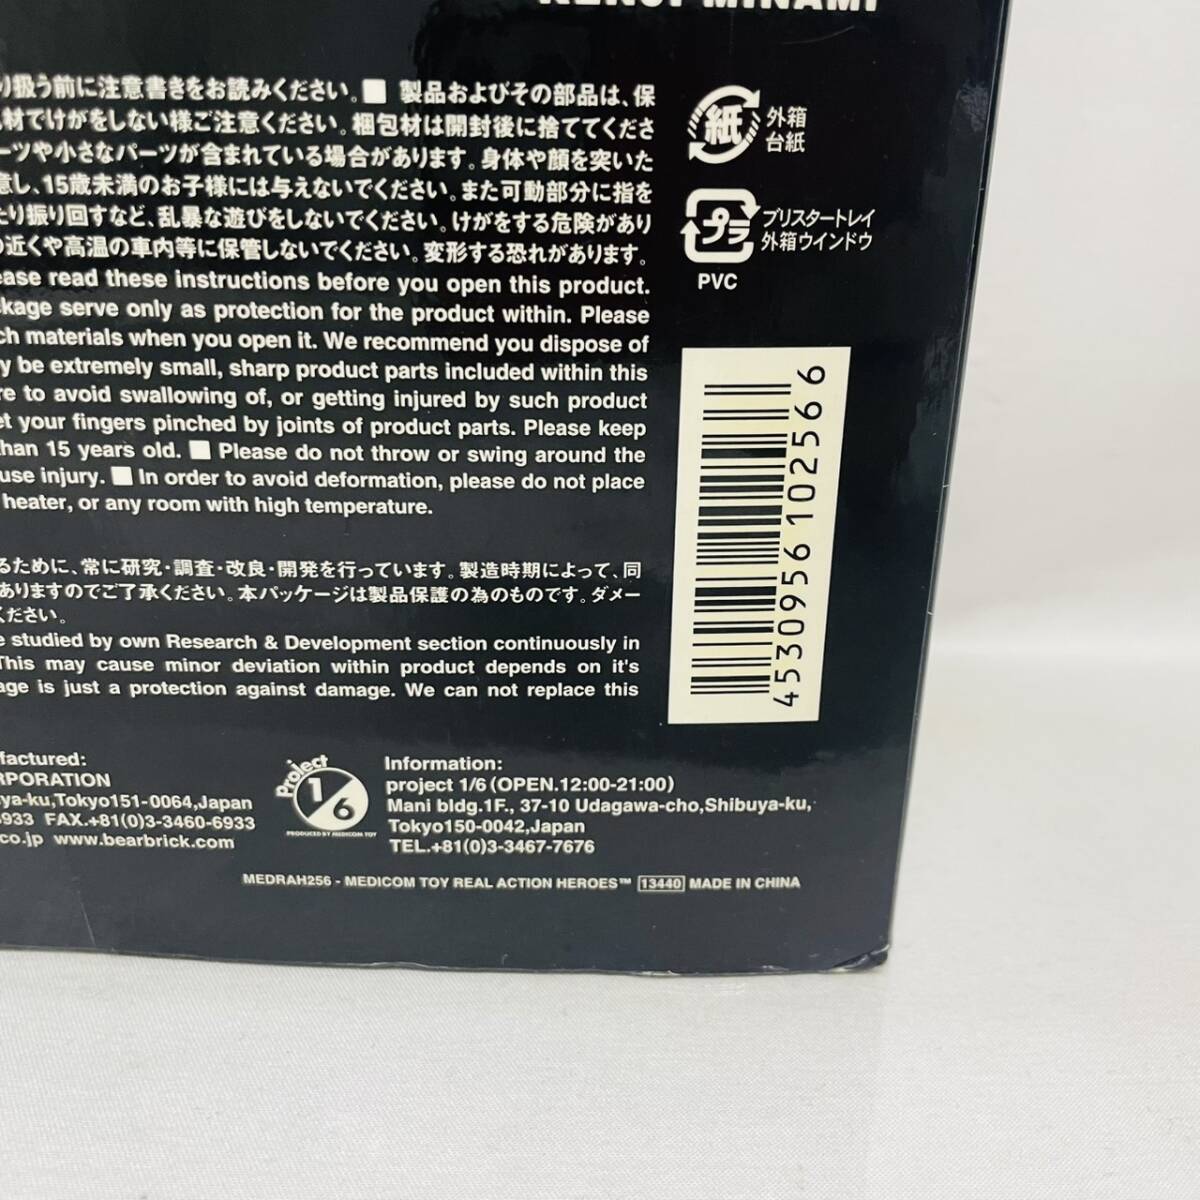 KENJI MINAMI
り扱う前に注意書きをお読みください。■ 製品およびその部品は、保
材でけがをしない様ご注意ください。梱包材は開封後に捨ててくださ
ーツや小さなパーツが含まれている場合があります。身体や顔を突いた
意し、15歳未満のお子様には与えないでください。また可動部分に指を
たり振り回すなど、乱暴な遊びをしないでください。けがをする危険があり
の近くや高温の車内等に保管しないでください。変形する恐れがあります。
ease read these instructions before you open this product.
ckage serve only as protection for the product within. Please
ch materials when you open it. We recommend you dispose of
y be extremely small, sharp product parts included within this
re to avoid swallowing of, or getting injured by such product
et your fingers pinched by joints of product parts. Please keep
than 15 years old. ■ Please do not throw or swing around the
use injury. ■ In order to avoid deformation, please do not place
heater, or any room with high temperature.
るために、常に研究・調査・改良・開発を行っています。製造時期によって、同
ありますのでご了承ください。本パッケージは製品保護の為のものです。ダメー
ください。
e studied by own Research & Development section continuously in
This may cause minor deviation within product depends on it's
age is just a protection against damage. We can not replace this
紙 外箱
台紙
プラ ブリスタートレイ
外箱ウインドウ
PVC
4530956102566
factured:
RPORATION
ya-ku,Tokyo151-0064,Japan
6933 FAX.+81(0)3-3460-6933
co.jp www.bearbrick.com
Project
1/6
PRODUCED BY MEDICOM TOY
Information:
project 1/6 (OPEN.12:00-21:00)
Mani bldg.1F., 37-10 Udagawa-cho,Shibuya-ku,
Tokyo150-0042,Japan
TEL.+81(0)3-3467-7676
MEDRAH256 - MEDICOM TOY REAL ACTION HEROES™ 13440 MADE IN CHINA